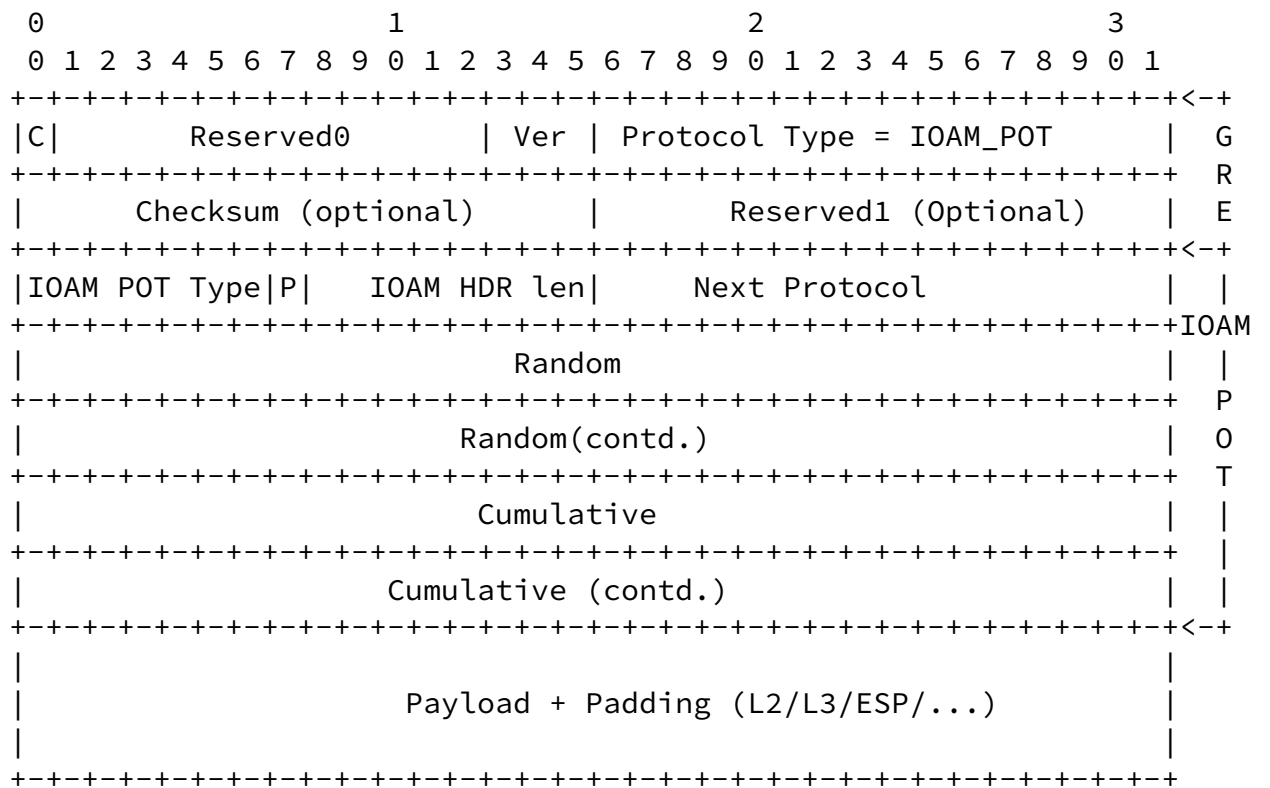 0                   1                   2                   3
 0 1 2 3 4 5 6 7 8 9 0 1 2 3 4 5 6 7 8 9 0 1 2 3 4 5 6 7 8 9 0 1
+-+-+-+-+-+-+-+-+-+-+-+-+-+-+-+-+-+-+-+-+-+-+-+-+-+-+-+-+-+-+-+-+<-+
|C|        Reserved0       | Ver | Protocol Type = IOAM_POT      |  G
+-+-+-+-+-+-+-+-+-+-+-+-+-+-+-+-+-+-+-+-+-+-+-+-+-+-+-+-+-+-+-+-+  R
|      Checksum (optional)       |       Reserved1 (Optional)    |  E
+-+-+-+-+-+-+-+-+-+-+-+-+-+-+-+-+-+-+-+-+-+-+-+-+-+-+-+-+-+-+-+-+<-+
|IOAM POT Type|P|   IOAM HDR len|     Next Protocol             |  |
+-+-+-+-+-+-+-+-+-+-+-+-+-+-+-+-+-+-+-+-+-+-+-+-+-+-+-+-+-+-+-+-+IOAM
|                           Random                              |  |
+-+-+-+-+-+-+-+-+-+-+-+-+-+-+-+-+-+-+-+-+-+-+-+-+-+-+-+-+-+-+-+-+  P
|                        Random(contd.)                         |  O
+-+-+-+-+-+-+-+-+-+-+-+-+-+-+-+-+-+-+-+-+-+-+-+-+-+-+-+-+-+-+-+-+  T
|                         Cumulative                            |  |
+-+-+-+-+-+-+-+-+-+-+-+-+-+-+-+-+-+-+-+-+-+-+-+-+-+-+-+-+-+-+-+-+  |
|                    Cumulative (contd.)                        |  |
+-+-+-+-+-+-+-+-+-+-+-+-+-+-+-+-+-+-+-+-+-+-+-+-+-+-+-+-+-+-+-+-+<-+
|                                                               |
|                     Payload + Padding (L2/L3/ESP/...)         |
|                                                               |
+-+-+-+-+-+-+-+-+-+-+-+-+-+-+-+-+-+-+-+-+-+-+-+-+-+-+-+-+-+-+-+-+